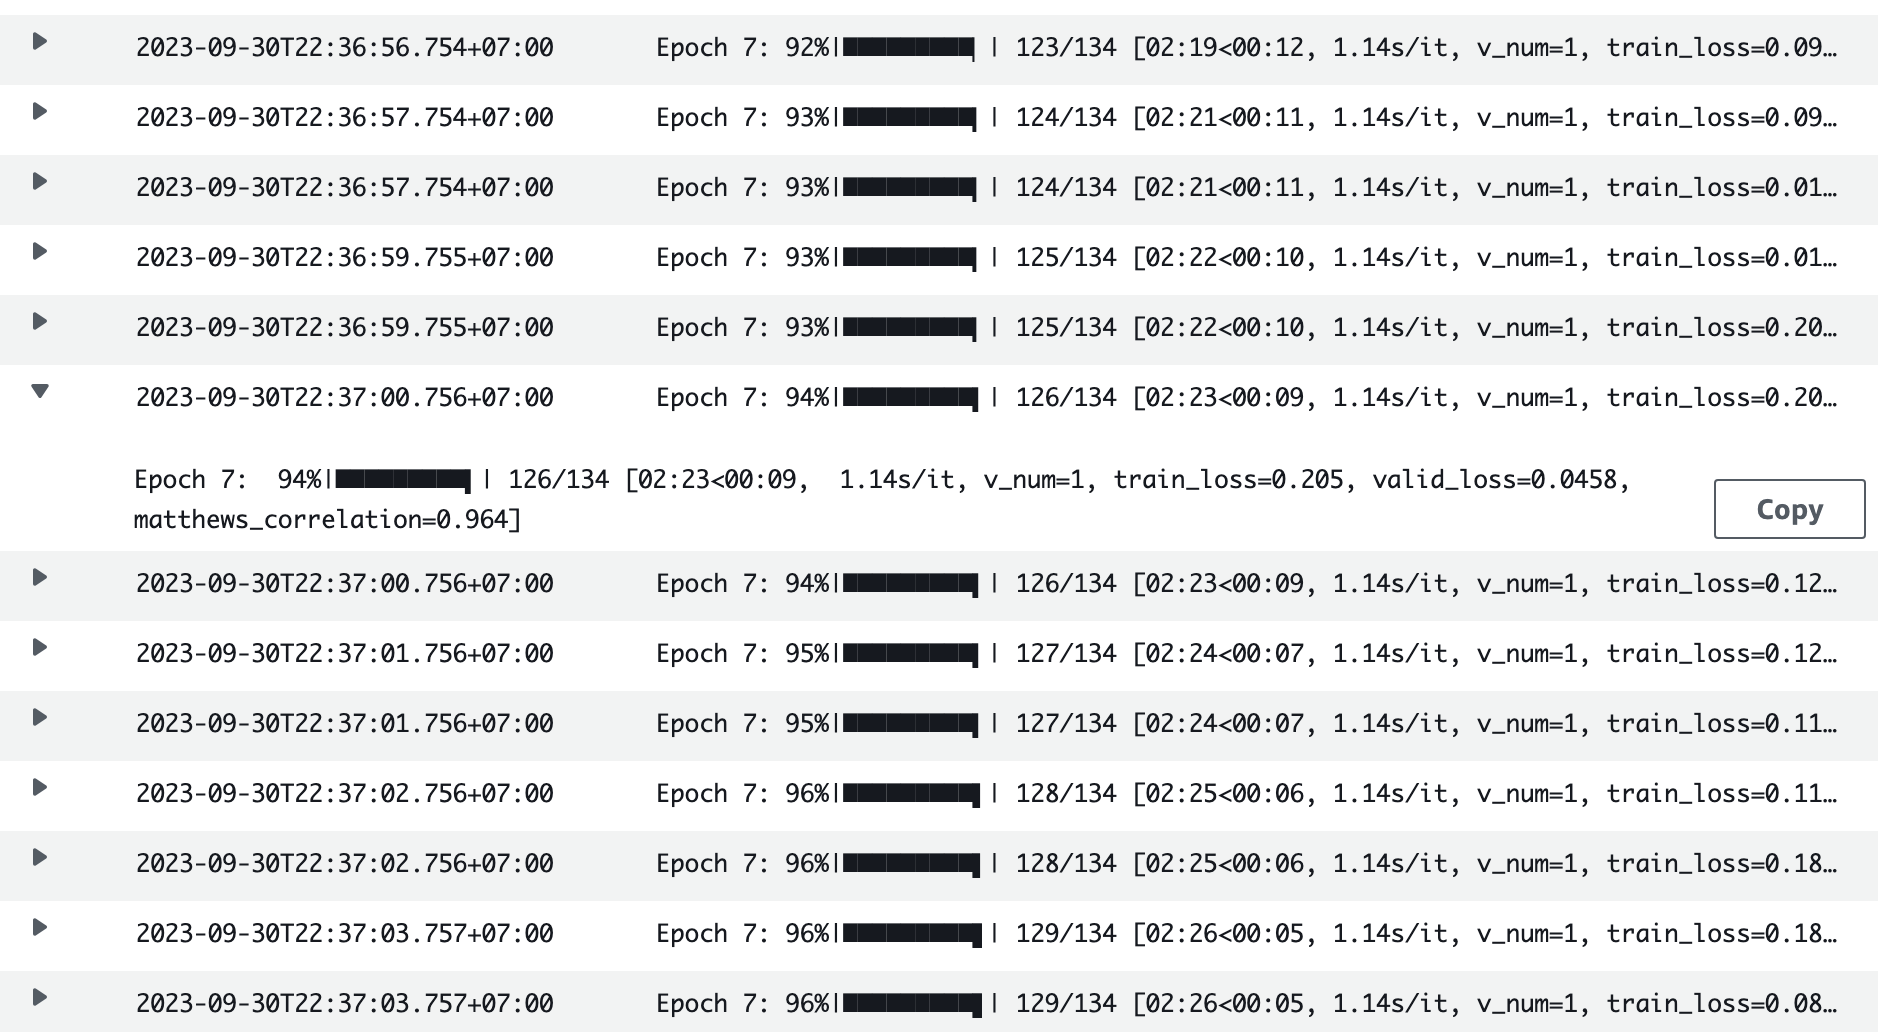 2023-09-30T22:36:56.754+07:00 Epoch 7: 92%|█████████▏| 123/134 [02:19<00:12, 1.14s/it, v_num=1, train_loss=0.09…
2023-09-30T22:36:57.754+07:00 Epoch 7: 93%|█████████▎| 124/134 [02:21<00:11, 1.14s/it, v_num=1, train_loss=0.09…
2023-09-30T22:36:57.754+07:00 Epoch 7: 93%|█████████▎| 124/134 [02:21<00:11, 1.14s/it, v_num=1, train_loss=0.01…
2023-09-30T22:36:59.755+07:00 Epoch 7: 93%|█████████▎| 125/134 [02:22<00:10, 1.14s/it, v_num=1, train_loss=0.01…
2023-09-30T22:36:59.755+07:00 Epoch 7: 93%|█████████▎| 125/134 [02:22<00:10, 1.14s/it, v_num=1, train_loss=0.20…
2023-09-30T22:37:00.756+07:00 Epoch 7: 94%|█████████▍| 126/134 [02:23<00:09, 1.14s/it, v_num=1, train_loss=0.20…
Epoch 7:  94%|█████████▍| 126/134 [02:23<00:09,  1.14s/it, v_num=1, train_loss=0.205, valid_loss=0.0458,
matthews_correlation=0.964]
Copy
2023-09-30T22:37:00.756+07:00 Epoch 7: 94%|█████████▍| 126/134 [02:23<00:09, 1.14s/it, v_num=1, train_loss=0.12…
2023-09-30T22:37:01.756+07:00 Epoch 7: 95%|█████████▍| 127/134 [02:24<00:07, 1.14s/it, v_num=1, train_loss=0.12…
2023-09-30T22:37:01.756+07:00 Epoch 7: 95%|█████████▍| 127/134 [02:24<00:07, 1.14s/it, v_num=1, train_loss=0.11…
2023-09-30T22:37:02.756+07:00 Epoch 7: 96%|█████████▌| 128/134 [02:25<00:06, 1.14s/it, v_num=1, train_loss=0.11…
2023-09-30T22:37:02.756+07:00 Epoch 7: 96%|█████████▌| 128/134 [02:25<00:06, 1.14s/it, v_num=1, train_loss=0.18…
2023-09-30T22:37:03.757+07:00 Epoch 7: 96%|█████████▋| 129/134 [02:26<00:05, 1.14s/it, v_num=1, train_loss=0.18…
2023-09-30T22:37:03.757+07:00 Epoch 7: 96%|█████████▋| 129/134 [02:26<00:05, 1.14s/it, v_num=1, train_loss=0.08…